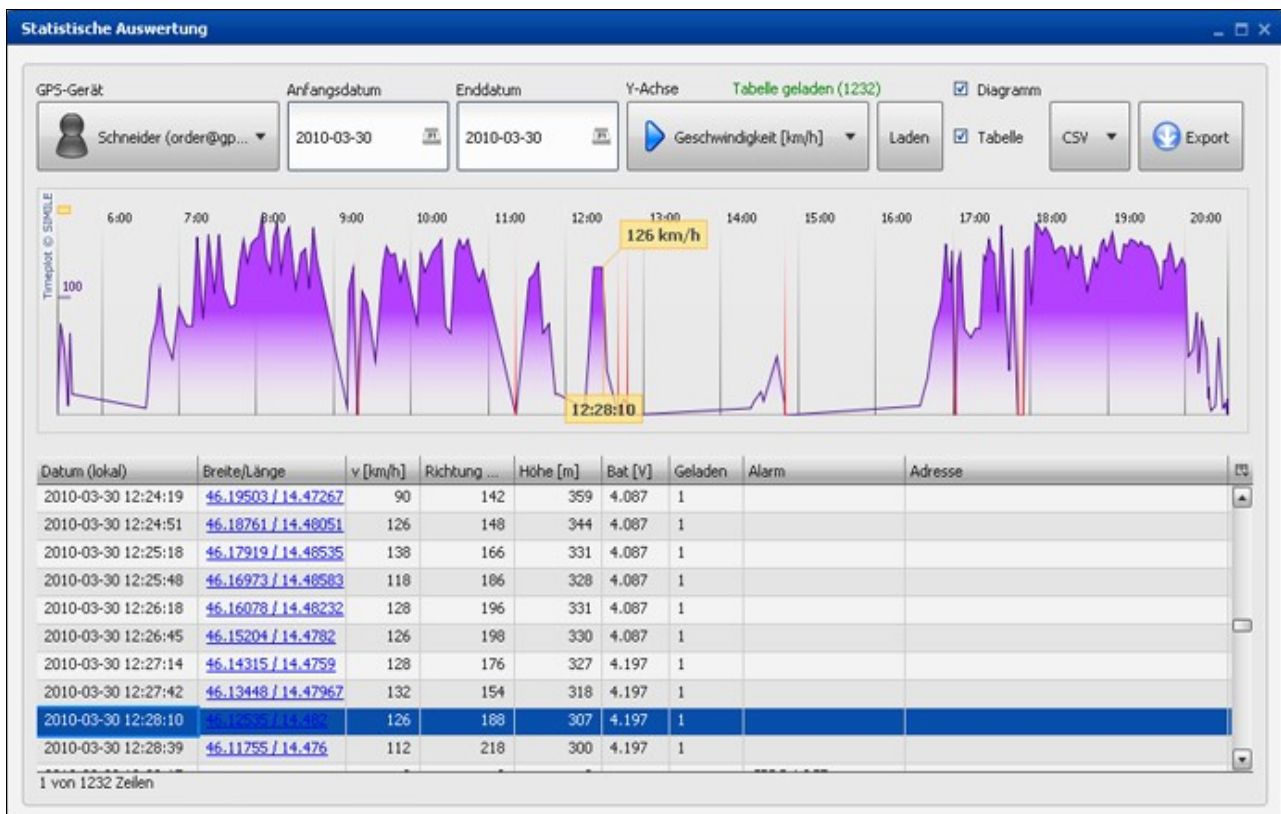 Statistische Auswertung
GPS-Gerät Anfangsdatum Enddatum Y-Achse Tabelle geladen (1232) Diagramm
Schneider (order@gp... 2010-03-30 2010-03-30 Geschwindigkeit [km/h] Laden Tabelle CSV Export
Timeplot © SIMILE
6:00 7:00 8:00 9:00 10:00 11:00 12:00 13:00 14:00 15:00 16:00 17:00 18:00 19:00 20:00
126 km/h
100
12:28:10
Datum (lokal) Breite/Länge v [km/h] Richtung ... Höhe [m] Bat [V] Geladen Alarm Adresse
2010-03-30 12:24:19 46.19503 / 14.47267 90 142 359 4.087 1
2010-03-30 12:24:51 46.18761 / 14.48051 126 148 344 4.087 1
2010-03-30 12:25:18 46.17919 / 14.48535 138 166 331 4.087 1
2010-03-30 12:25:48 46.16973 / 14.48583 118 186 328 4.087 1
2010-03-30 12:26:18 46.16078 / 14.48232 128 196 331 4.087 1
2010-03-30 12:26:45 46.15204 / 14.4782 126 198 330 4.087 1
2010-03-30 12:27:14 46.14315 / 14.4759 128 176 327 4.197 1
2010-03-30 12:27:42 46.13448 / 14.47967 132 154 318 4.197 1
2010-03-30 12:28:10 46.12535 / 14.482 126 188 307 4.197 1
2010-03-30 12:28:39 46.11755 / 14.476 112 218 300 4.197 1
1 von 1232 Zeilen